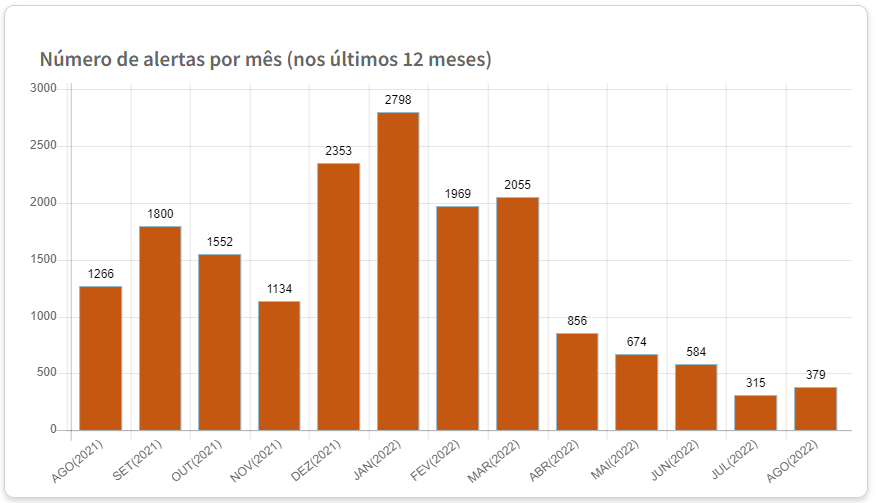 Número de alertas por mês (nos últimos 12 meses)
3000
2500
2000
1500
1000
500
0
1266
1800
1552
1134
2353
2798
1969
2055
856
674
584
315
379
AGO(2021)
SET(2021)
OUT(2021)
NOV(2021)
DEZ(2021)
JAN(2022)
FEV(2022)
MAR(2022)
ABR(2022)
MAI(2022)
JUN(2022)
JUL(2022)
AGO(2022)